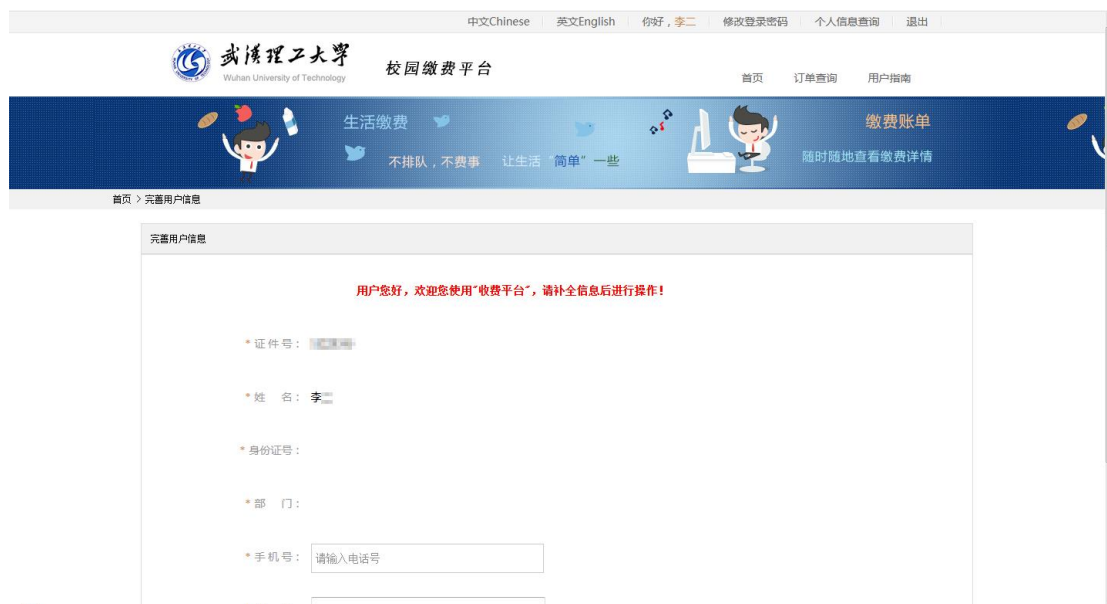 中文Chinese 英文English 你好，李二 修改登录密码 个人信息查询 退出
武漢理工大学
Wuhan University of Technology
校园缴费平台
首页 订单查询 用户指南
生活缴费
不排队，不费事 让生活“简单”一些
缴费账单
随时随地查看缴费详情
首页 > 完善用户信息
完善用户信息
用户您好，欢迎您使用"收费平台"，请补全信息后进行操作！
*证件号：
*姓 名： 李
*身份证号：
*部 门：
*手机号： 请输入电话号